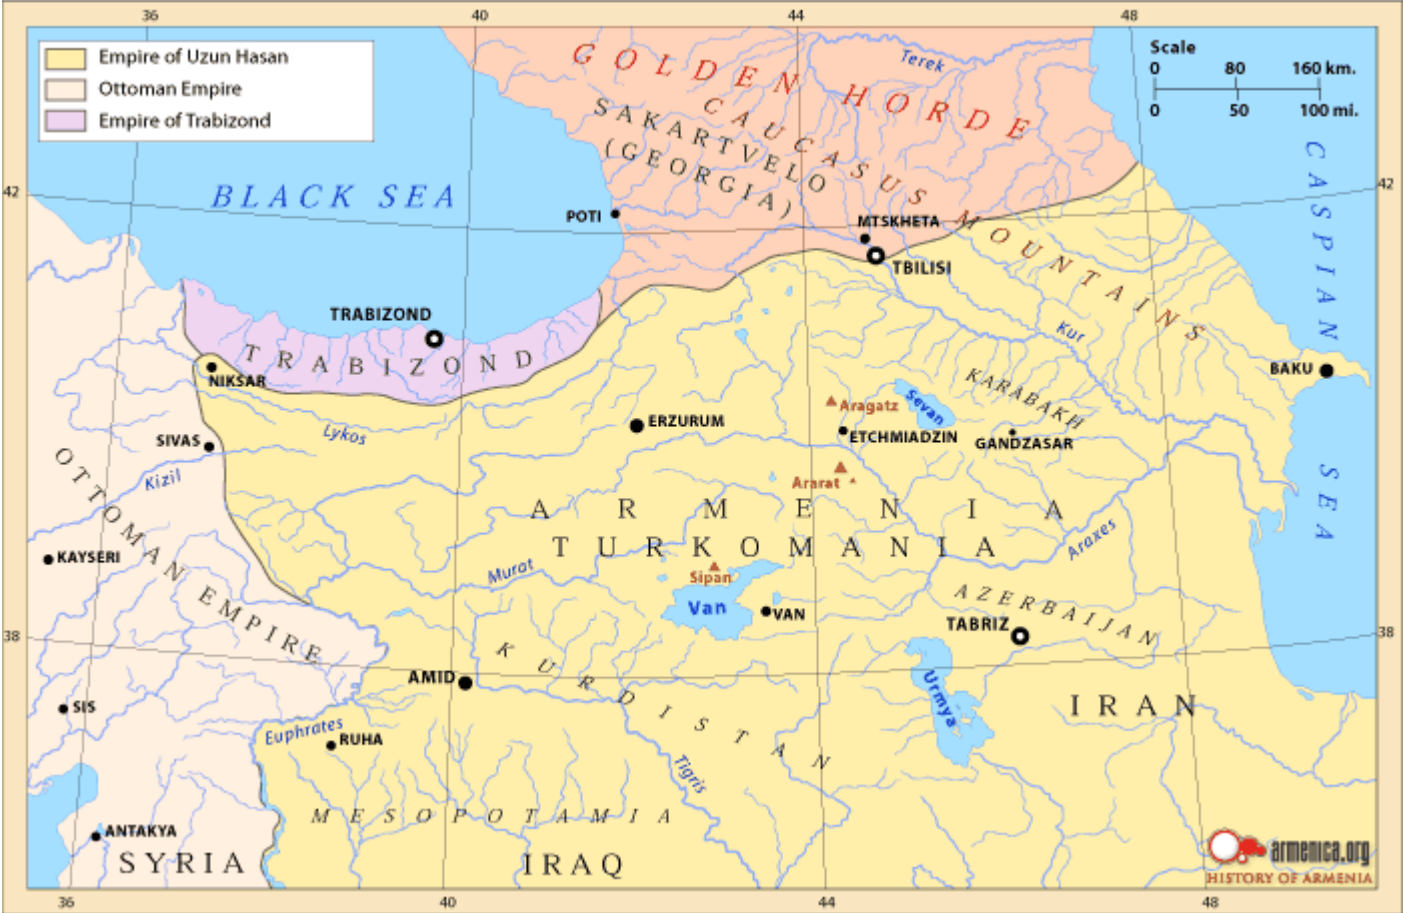 36 40 44 48
Empire of Uzun Hasan
Ottoman Empire
Empire of Trabizond
Scale
0 80 160 km.
0 50 100 mi.
GOLDEN HORDE
Terek
CAUCASUS MOUNTAINS
SAKARTVELO
(GEORGIA)
CASPIAN SEA
42
42
BLACK SEA
POTI
MTSKHETA
TBILISI
TRABIZOND
TRABIZOND
Kur
NIKSAR
BAKU
KARABAKH
Aragatz
Sevan
Lykos
ERZURUM
ETCHMIADZIN
GANDZASAR
SIVAS
Kizil
Ararat
OTTOMAN EMPIRE
ARMENIA
TURKOMANIA
Araxes
KAYSERI
Murat
Sipan
Van
VAN
AZERBAIJAN
TABRIZ
38
38
KURDISTAN
AMID
Urmya
IRAN
SIS
Euphrates
RUHA
Tigris
MESOPOTAMIA
ANTAKYA
SYRIA
IRAQ
armenica.org
HISTORY OF ARMENIA
36 40 44 48